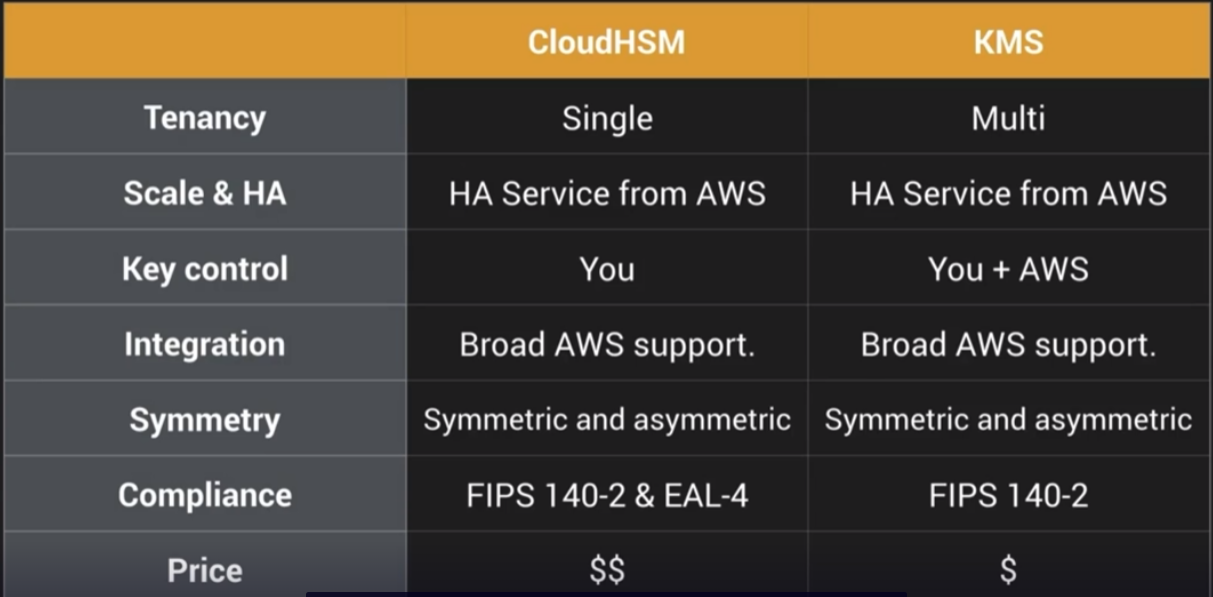 CloudHSM KMS
Tenancy Single Multi
Scale & HA HA Service from AWS HA Service from AWS
Key control You You + AWS
Integration Broad AWS support. Broad AWS support.
Symmetry Symmetric and asymmetric Symmetric and asymmetric
Compliance FIPS 140-2 & EAL-4 FIPS 140-2
Price $$ $